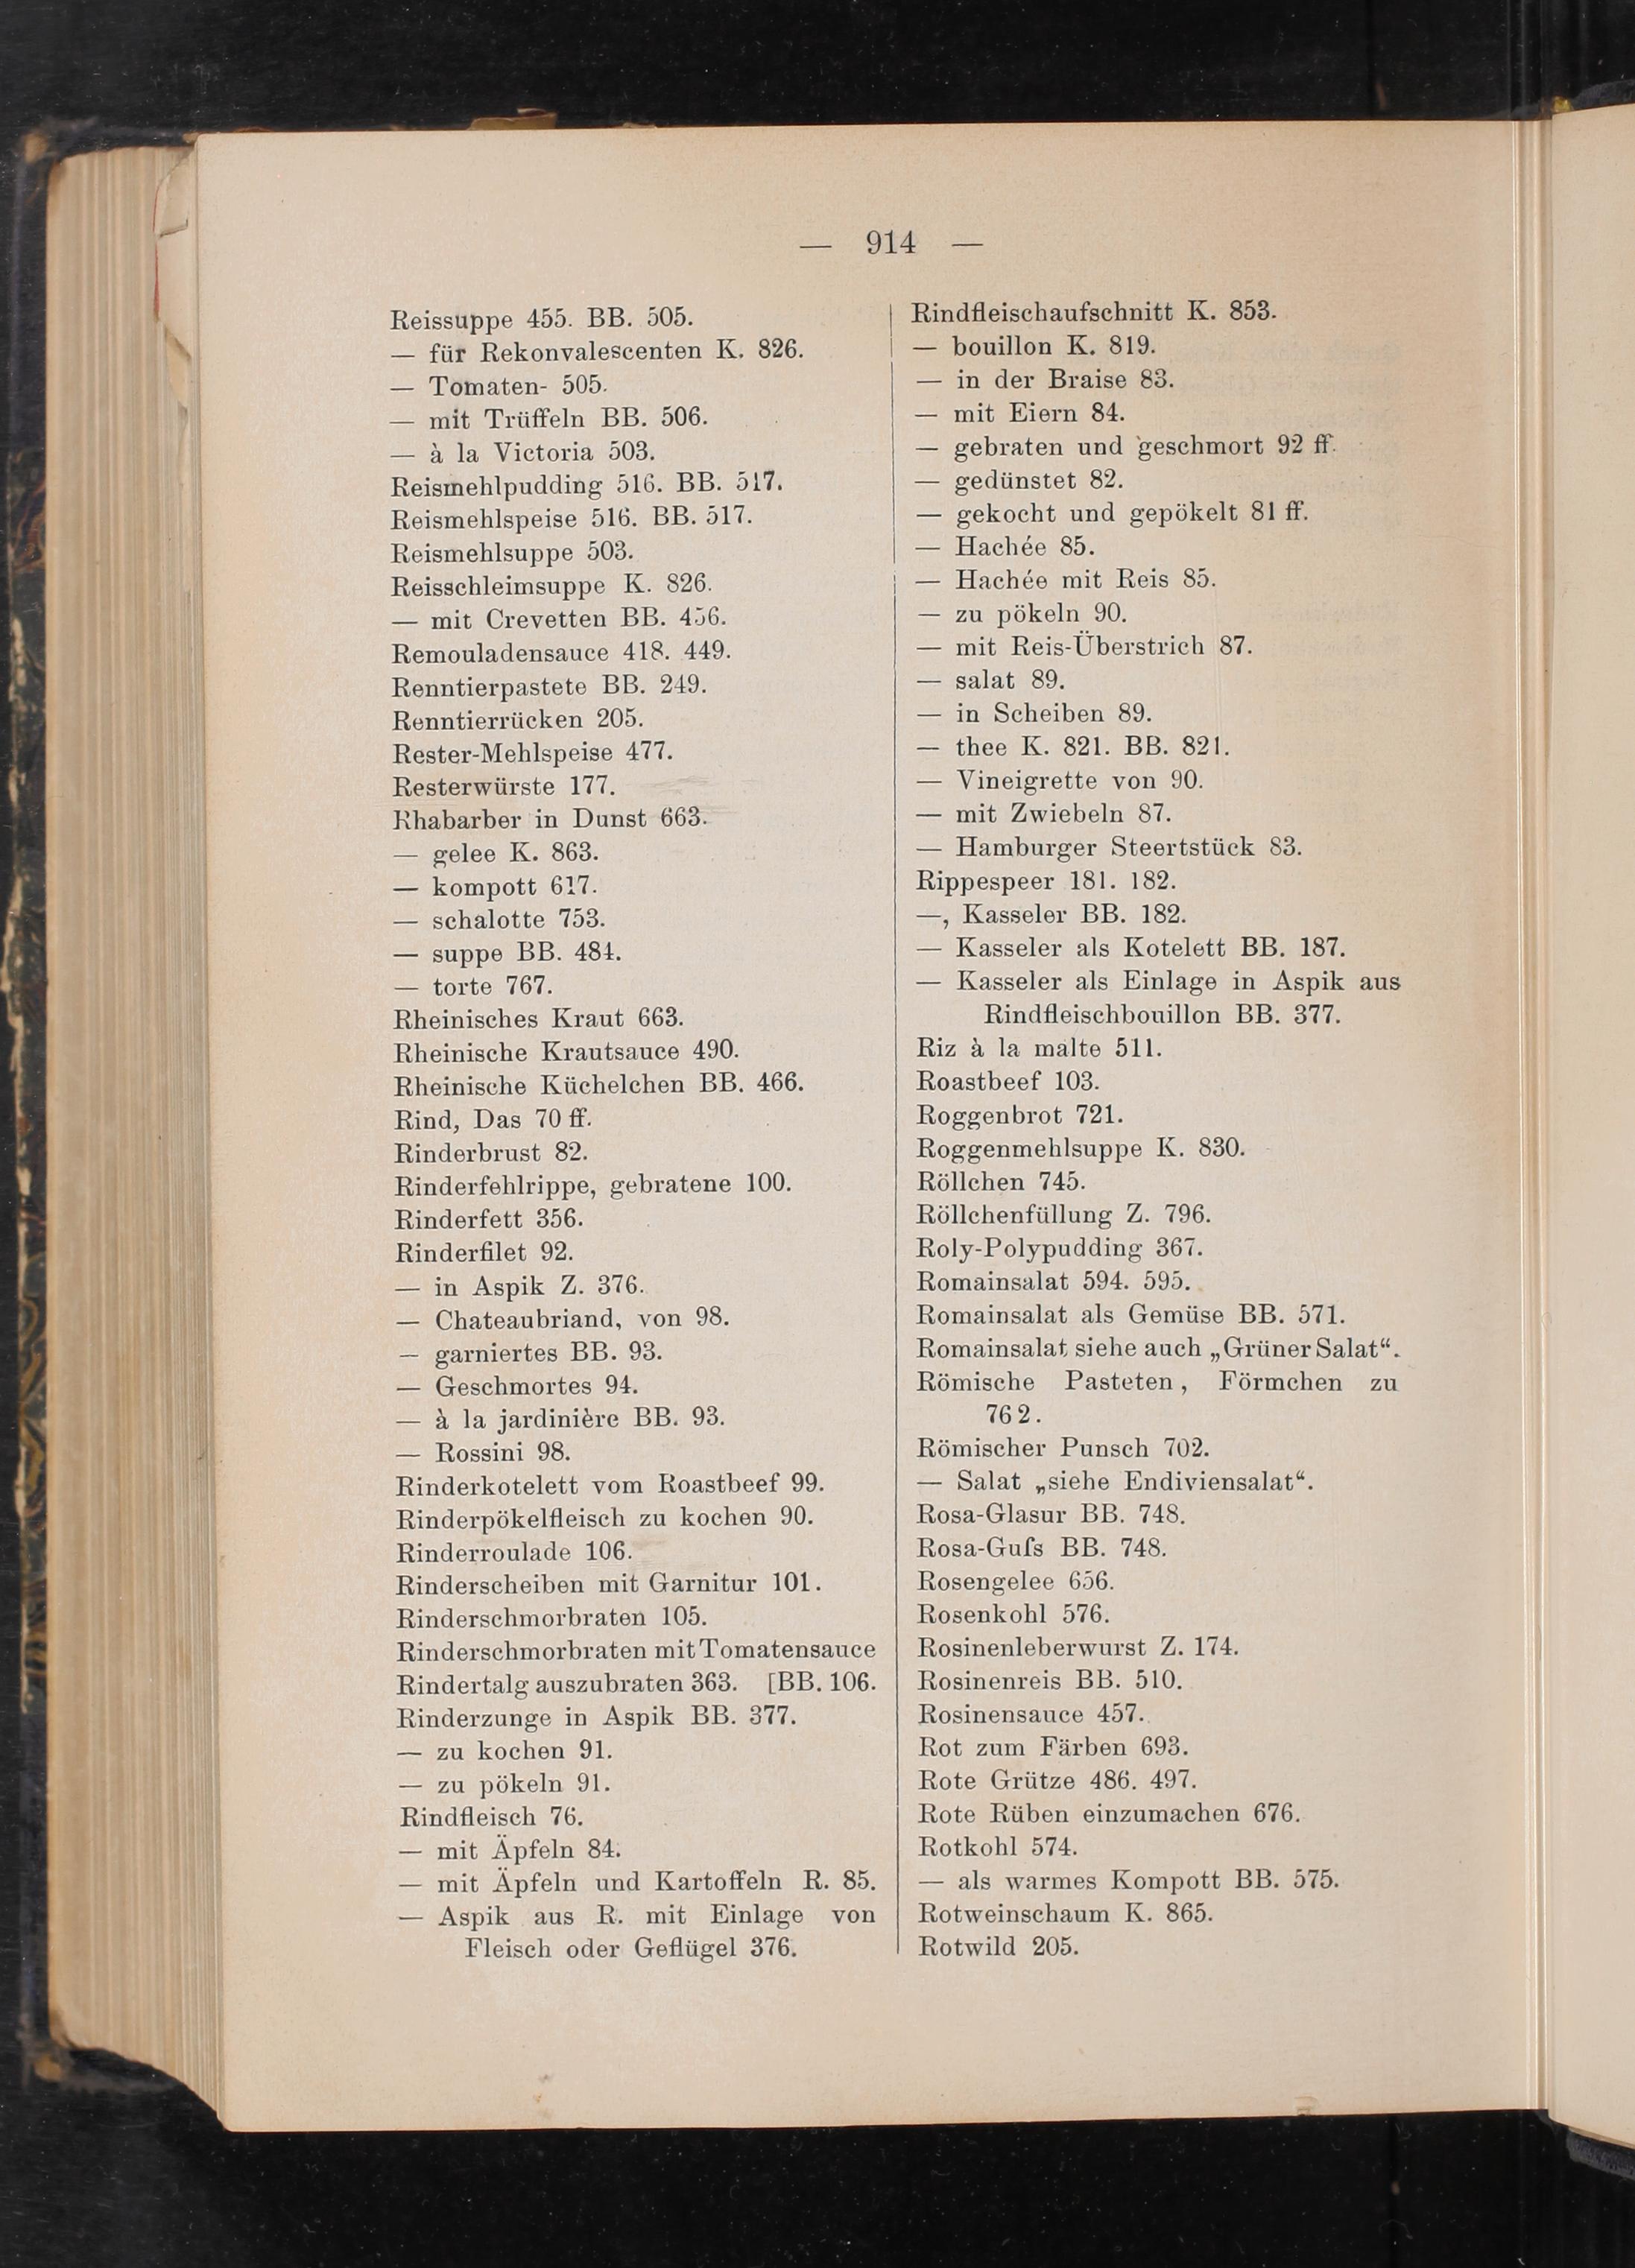 — 914 —
Reissuppe 455. BB. 505.
— für Rekonvalescenten K. 826.
— Tomaten- 505.
— mit Trüffeln BB. 506.
— à la Victoria 503.
Reismehlpudding 516. BB. 517.
Reismehlspeise 516. BB. 517.
Reismehlsuppe 503.
Reisschleimsuppe K. 826.
— mit Crevetten BB. 456.
Remouladensauce 418. 449.
Renntierpastete BB. 249.
Renntierrücken 205.
Rester-Mehlspeise 477.
Resterwürste 177.
Rhabarber in Dunst 663.
— gelee K. 863.
— kompott 617.
— schalotte 753.
— suppe BB. 484.
— torte 767.
Rheinisches Kraut 663.
Rheinische Krautsauce 490.
Rheinische Küchelchen BB. 466.
Rind, Das 70 ff.
Rinderbrust 82.
Rinderfehlrippe, gebratene 100.
Rinderfett 356.
Rinderfilet 92.
— in Aspik Z. 376.
— Chateaubriand, von 98.
— garniertes BB. 93.
— Geschmortes 94.
— à la jardinière BB. 93.
— Rossini 98.
Rinderkotelett vom Roastbeef 99.
Rinderpökelfleisch zu kochen 90.
Rinderroulade 106.
Rinderscheiben mit Garnitur 101.
Rinderschmorbraten 105.
Rinderschmorbraten mit Tomatensauce
Rindertalg auszubraten 363. [BB. 106.
Rinderzunge in Aspik BB. 377.
— zu kochen 91.
— zu pökeln 91.
Rindfleisch 76.
— mit Äpfeln 84.
— mit Äpfeln und Kartoffeln R. 85.
— Aspik aus R. mit Einlage von
Fleisch oder Geflügel 376.
Rindfleischaufschnitt K. 853.
— bouillon K. 819.
— in der Braise 83.
— mit Eiern 84.
— gebraten und geschmort 92 ff.
— gedünstet 82.
— gekocht und gepökelt 81 ff.
— Hachée 85.
— Hachée mit Reis 85.
— zu pökeln 90.
— mit Reis-Überstrich 87.
— salat 89.
— in Scheiben 89.
— thee K. 821. BB. 821.
— Vineigrette von 90.
— mit Zwiebeln 87.
— Hamburger Steertstück 83.
Rippespeer 181. 182.
—, Kasseler BB. 182.
— Kasseler als Kotelett BB. 187.
— Kasseler als Einlage in Aspik aus
Rindfleischbouillon BB. 377.
Riz à la malte 511.
Roastbeef 103.
Roggenbrot 721.
Roggenmehlsuppe K. 830.
Röllchen 745.
Röllchenfüllung Z. 796.
Roly-Polypudding 367.
Romainsalat 594. 595.
Romainsalat als Gemüse BB. 571.
Romainsalat siehe auch „Grüner Salat“.
Römische Pasteten, Förmchen zu
762.
Römischer Punsch 702.
— Salat „siehe Endiviensalat“.
Rosa-Glasur BB. 748.
Rosa-Guſs BB. 748.
Rosengelee 656.
Rosenkohl 576.
Rosinenleberwurst Z. 174.
Rosinenreis BB. 510.
Rosinensauce 457.
Rot zum Färben 693.
Rote Grütze 486. 497.
Rote Rüben einzumachen 676.
Rotkohl 574.
— als warmes Kompott BB. 575.
Rotweinschaum K. 865.
Rotwild 205.